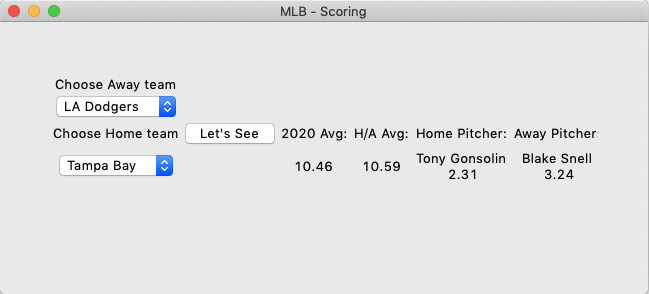 MLB - Scoring
Choose Away team
LA Dodgers
Choose Home team Let's See 2020 Avg: H/A Avg: Home Pitcher: Away Pitcher
Tampa Bay 10.46 10.59 Tony Gonsolin Blake Snell
2.31 3.24